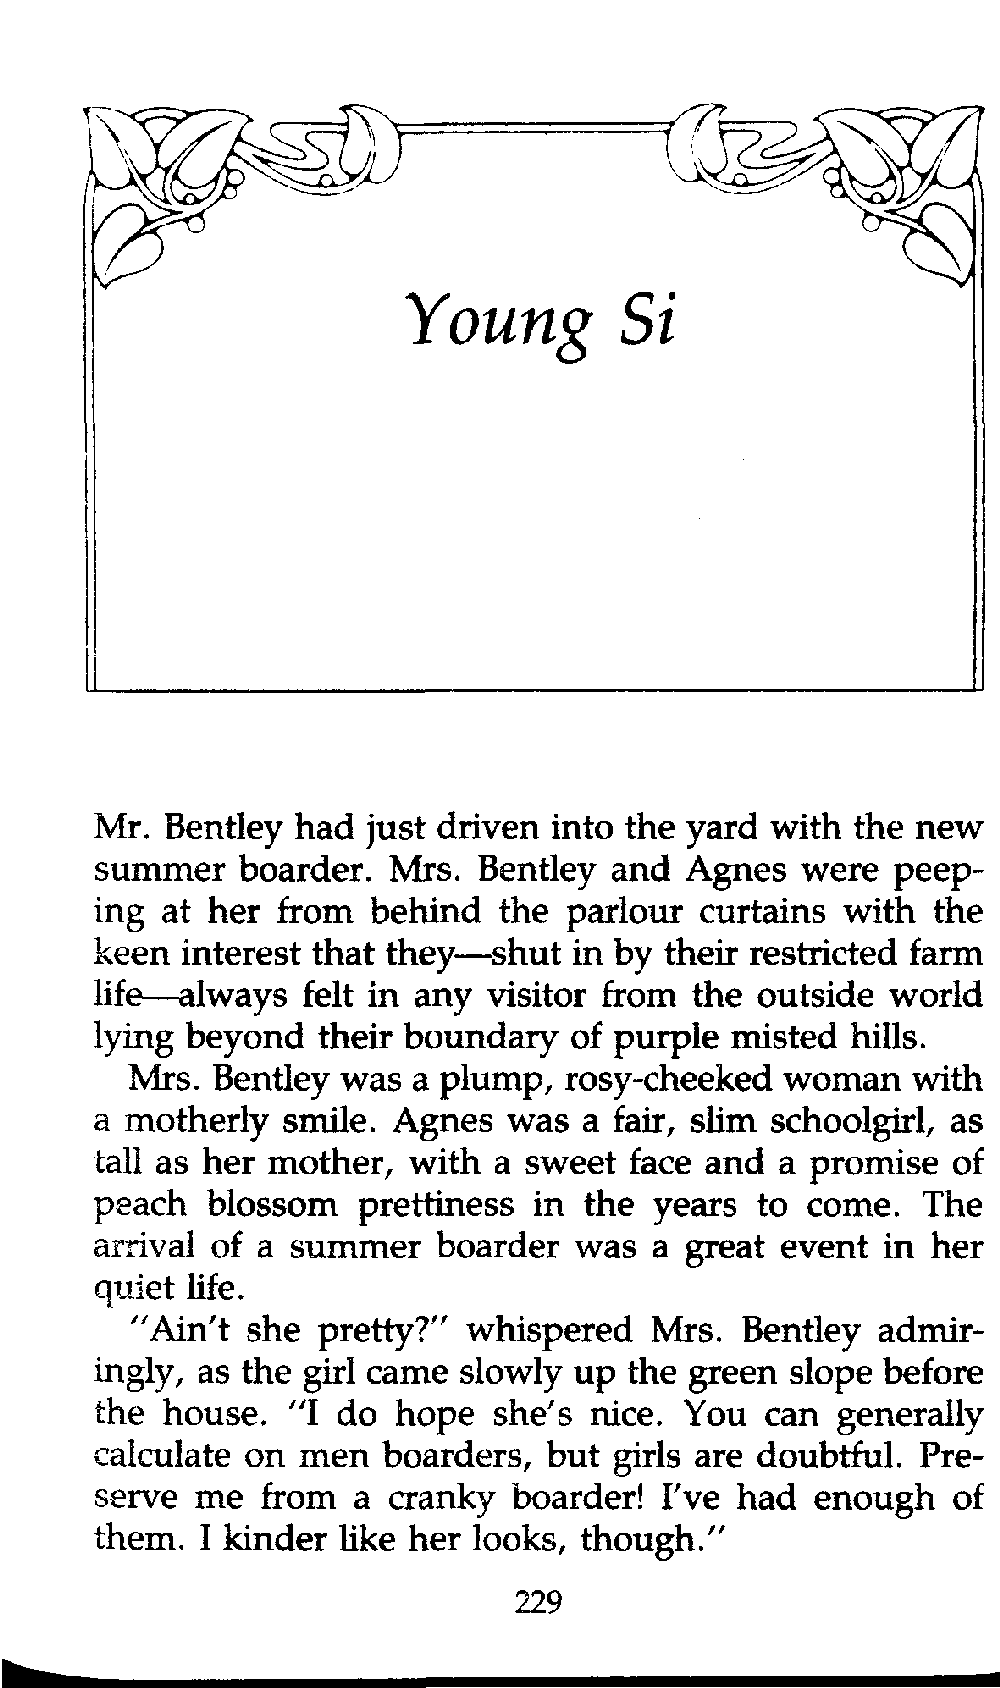 Young Si
Mr. Bentley had just driven into the yard with the new
summer boarder. Mrs. Bentley and Agnes were peep-
ing at her from behind the parlour curtains with the
keen interest that they—shut in by their restricted farm
life—always felt in any visitor from the outside world
lying beyond their boundary of purple misted hills.
Mrs. Bentley was a plump, rosy-cheeked woman with
a motherly smile. Agnes was a fair, slim schoolgirl, as
tall as her mother, with a sweet face and a promise of
peach blossom prettiness in the years to come. The
arrival of a summer boarder was a great event in her
quiet life.
"Ain't she pretty?" whispered Mrs. Bentley admir-
ingly, as the girl came slowly up the green slope before
the house. "I do hope she's nice. You can generally
calculate on men boarders, but girls are doubtful. Pre-
serve me from a cranky boarder! I've had enough of
them. I kinder like her looks, though."
229